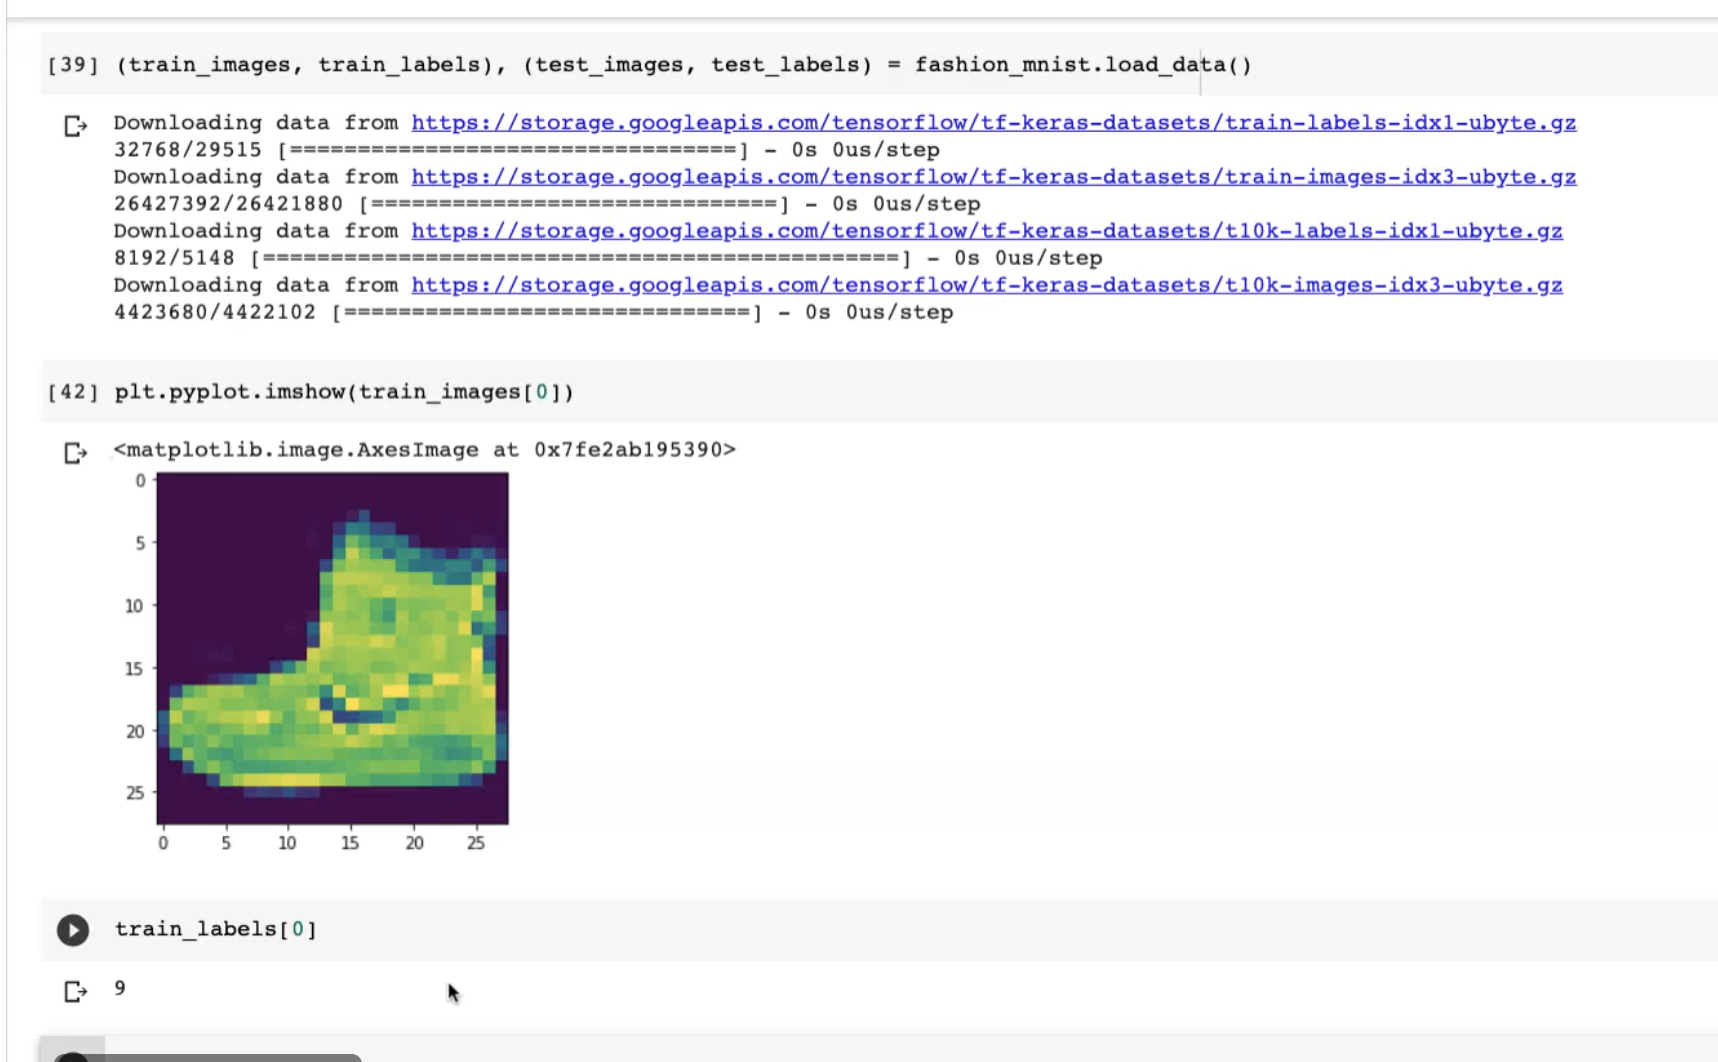 [39] (train_images, train_labels), (test_images, test_labels) = fashion_mnist.load_data()
Downloading data from https://storage.googleapis.com/tensorflow/tf-keras-datasets/train-labels-idx1-ubyte.gz
32768/29515 [=================================] - 0s 0us/step
Downloading data from https://storage.googleapis.com/tensorflow/tf-keras-datasets/train-images-idx3-ubyte.gz
26427392/26421880 [==============================] - 0s 0us/step
Downloading data from https://storage.googleapis.com/tensorflow/tf-keras-datasets/t10k-labels-idx1-ubyte.gz
8192/5148 [===============================================] - 0s 0us/step
Downloading data from https://storage.googleapis.com/tensorflow/tf-keras-datasets/t10k-images-idx3-ubyte.gz
4423680/4422102 [==============================] - 0s 0us/step
[42] plt.pyplot.imshow(train_images[0])
<matplotlib.image.AxesImage at 0x7fe2ab195390>
0
5
10
15
20
25
0 5 10 15 20 25
train_labels[0]
9